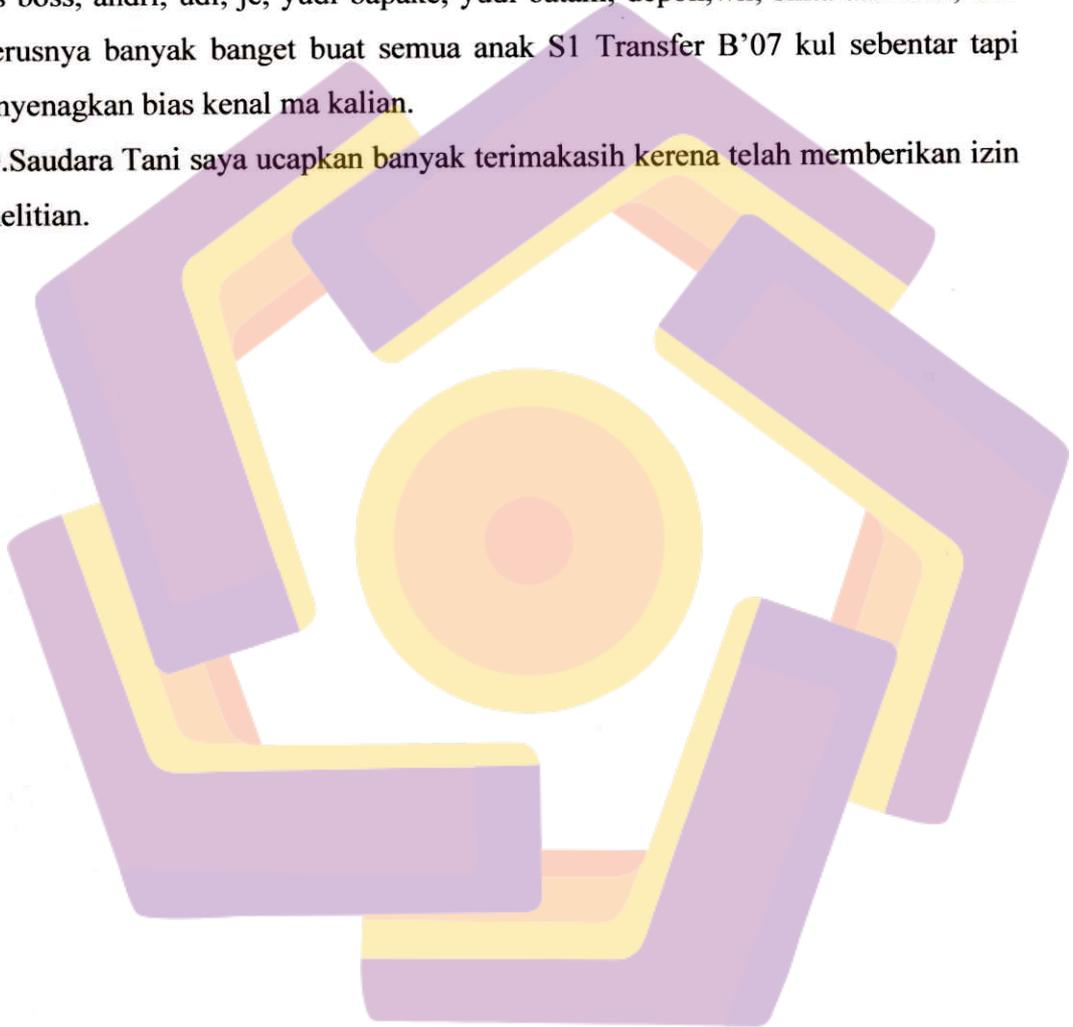 boss, andri, udi, je, yudi bapake, yudi batam,
erusnya banyak banget buat semua anak S1 Transfer B'07 kul sebentar tapi
nyenagkan bias kenal ma kalian.
.Saudara Tani saya ucapkan banyak terimakasih kerena telah memberikan izin
elitian.